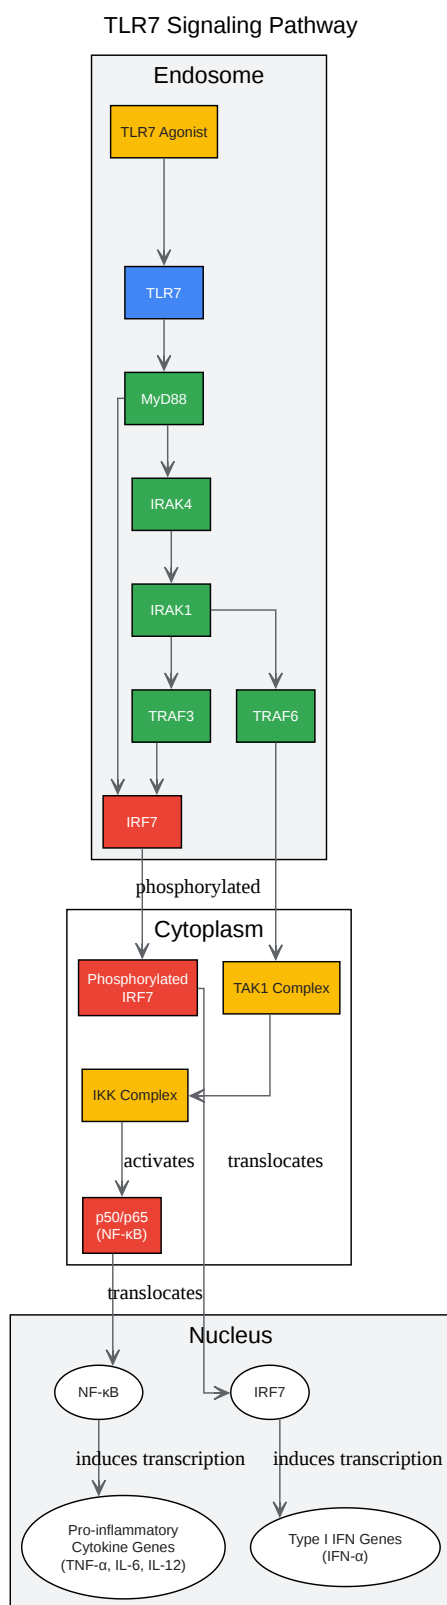 TLR7 Signaling Pathway
Endosome
TLR7 Agonist
TLR7
MyD88
IRAK4
IRAK1
TRAF3
TRAF6
IRF7
phosphorylated
Cytoplasm
Phosphorylated
IRF7
TAK1 Complex
IKK Complex
activates
translocates
p50/p65
(NF-κB)
translocates
Nucleus
NF-κB
IRF7
induces transcription
induces transcription
Pro-inflammatory
Cytokine Genes
(TNF-α, IL-6, IL-12)
Type I IFN Genes
(IFN-α)